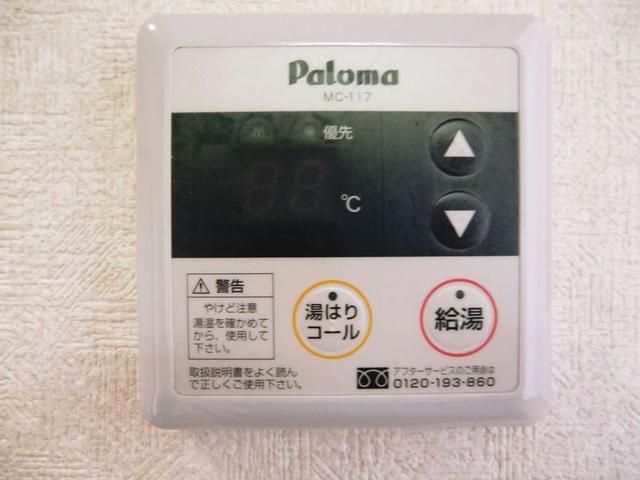 Paloma
MC-117
優先
℃
▲
▼
⚠ 警告
やけど注意
湯温を確かめて
から、使用して
下さい。
取扱説明書をよく読ん
で正しくご使用下さい。
湯はり
コール
給湯
アフターサービスのご用命は
0120-193-860